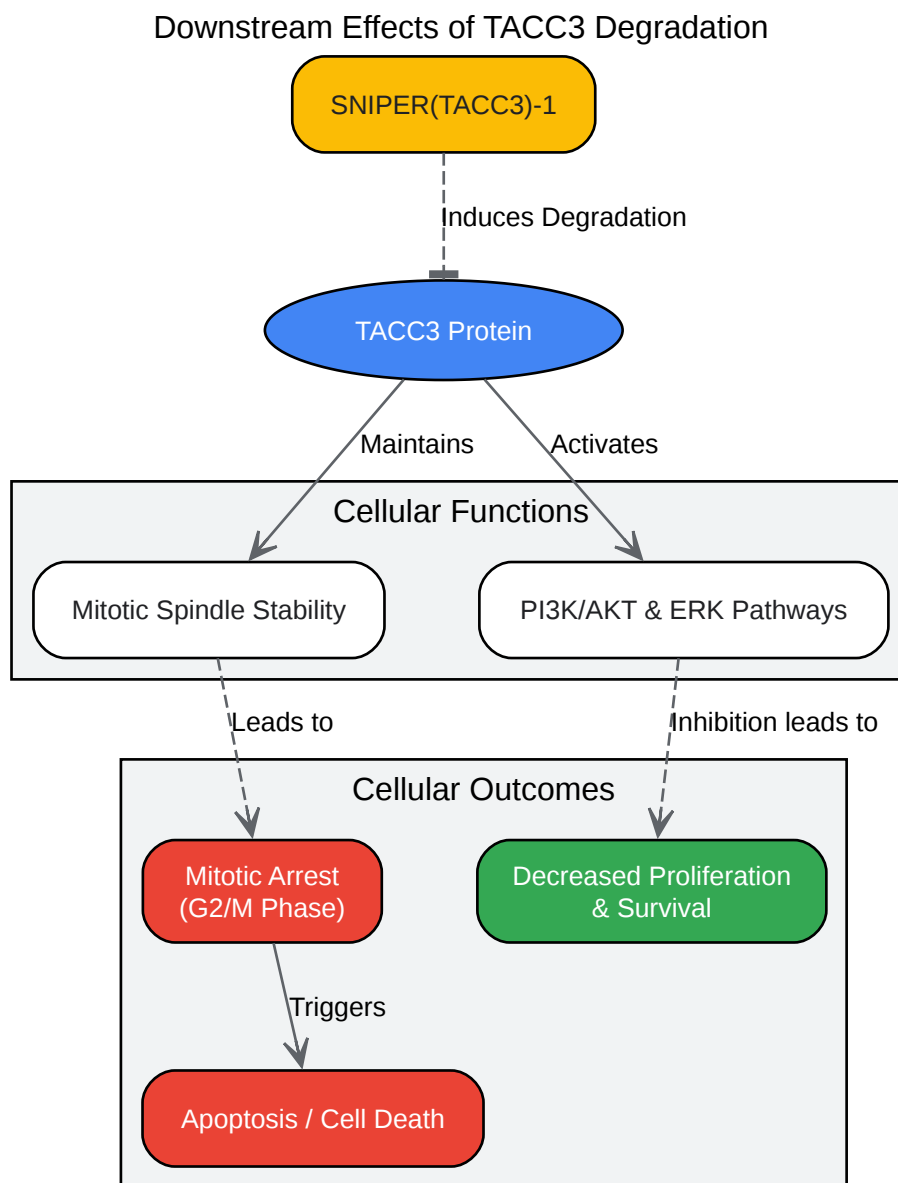 Downstream Effects of TACC3 Degradation
SNIPER(TACC3)-1
Induces Degradation
TACC3 Protein
Maintains
Activates
Cellular Functions
Mitotic Spindle Stability
PI3K/AKT & ERK Pathways
Leads to
Inhibition leads to
Cellular Outcomes
Mitotic Arrest
(G2/M Phase)
Decreased Proliferation
& Survival
Triggers
Apoptosis / Cell Death